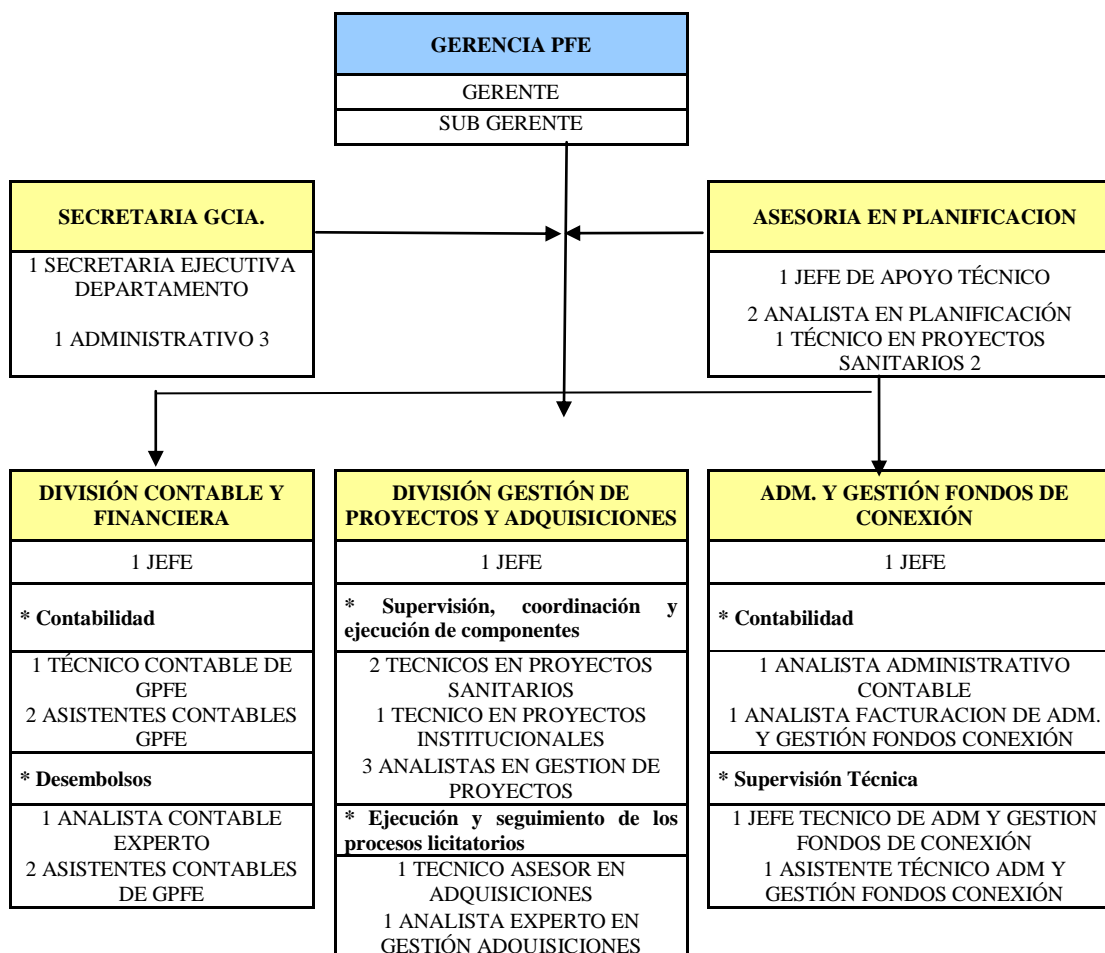 GERENCIA PFE
GERENTE
SUB GERENTE
SECRETARIA GCIA.
1 SECRETARIA EJECUTIVA
DEPARTAMENTO
1 ADMINISTRATIVO 3
ASESORIA EN PLANIFICACION
1 JEFE DE APOYO TÉCNICO
2 ANALISTA EN PLANIFICACIÓN
1 TÉCNICO EN PROYECTOS
SANITARIOS 2
DIVISIÓN CONTABLE Y
FINANCIERA
1 JEFE
* Contabilidad
1 TÉCNICO CONTABLE DE
GPFE
2 ASISTENTES CONTABLES
GPFE
* Desembolsos
1 ANALISTA CONTABLE
EXPERTO
2 ASISTENTES CONTABLES
DE GPFE
DIVISIÓN GESTIÓN DE
PROYECTOS Y ADQUISICIONES
1 JEFE
* Supervisión, coordinación y
ejecución de componentes
2 TECNICOS EN PROYECTOS
SANITARIOS
1 TECNICO EN PROYECTOS
INSTITUCIONALES
3 ANALISTAS EN GESTION DE
PROYECTOS
* Ejecución y seguimiento de los
procesos licitatorios
1 TECNICO ASESOR EN
ADQUISICIONES
1 ANALISTA EXPERTO EN
GESTIÓN ADQUISICIONES
ADM. Y GESTIÓN FONDOS DE
CONEXIÓN
1 JEFE
* Contabilidad
1 ANALISTA ADMINISTRATIVO
CONTABLE
1 ANALISTA FACTURACION DE ADM.
Y GESTIÓN FONDOS CONEXIÓN
* Supervisión Técnica
1 JEFE TECNICO DE ADM Y GESTION
FONDOS DE CONEXIÓN
1 ASISTENTE TÉCNICO ADM Y
GESTIÓN FONDOS CONEXIÓN